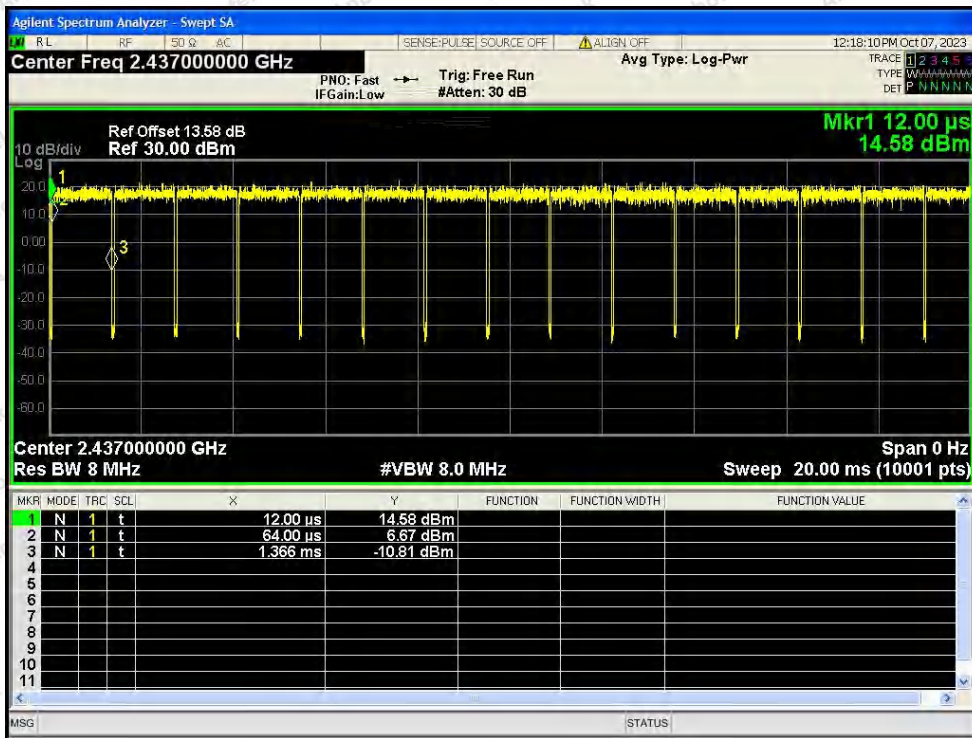 Agilent Spectrum Analyzer - Swept SA
RL RF 50 Ω AC SENSE:PULSE SOURCE OFF ALIGN OFF 12:18:10 PM Oct 07, 2023
Center Freq 2.437000000 GHz
Avg Type: Log-Pwr
TRACE 1 2 3 4 5 6
PNO: Fast Trig: Free Run
TYPE
IFGain:Low #Atten: 30 dB
DET P N N N N N
Mkr1 12.00 µs
Ref Offset 13.58 dB
10 dB/div Ref 30.00 dBm
14.58 dBm
Log
1
20.0
2
10.0
0.00
3
-10.0
-20.0
-30.0
-40.0
-50.0
-60.0
Center 2.437000000 GHz Span 0 Hz
Res BW 8 MHz #VBW 8.0 MHz Sweep 20.00 ms (10001 pts)
MKR MODE TRC SCL X Y FUNCTION FUNCTION WIDTH FUNCTION VALUE
1 N 1 t 12.00 µs 14.58 dBm
2 N 1 t 64.00 µs 6.67 dBm
3 N 1 t 1.366 ms -10.81 dBm
4
5
6
7
8
9
10
11
MSG STATUS